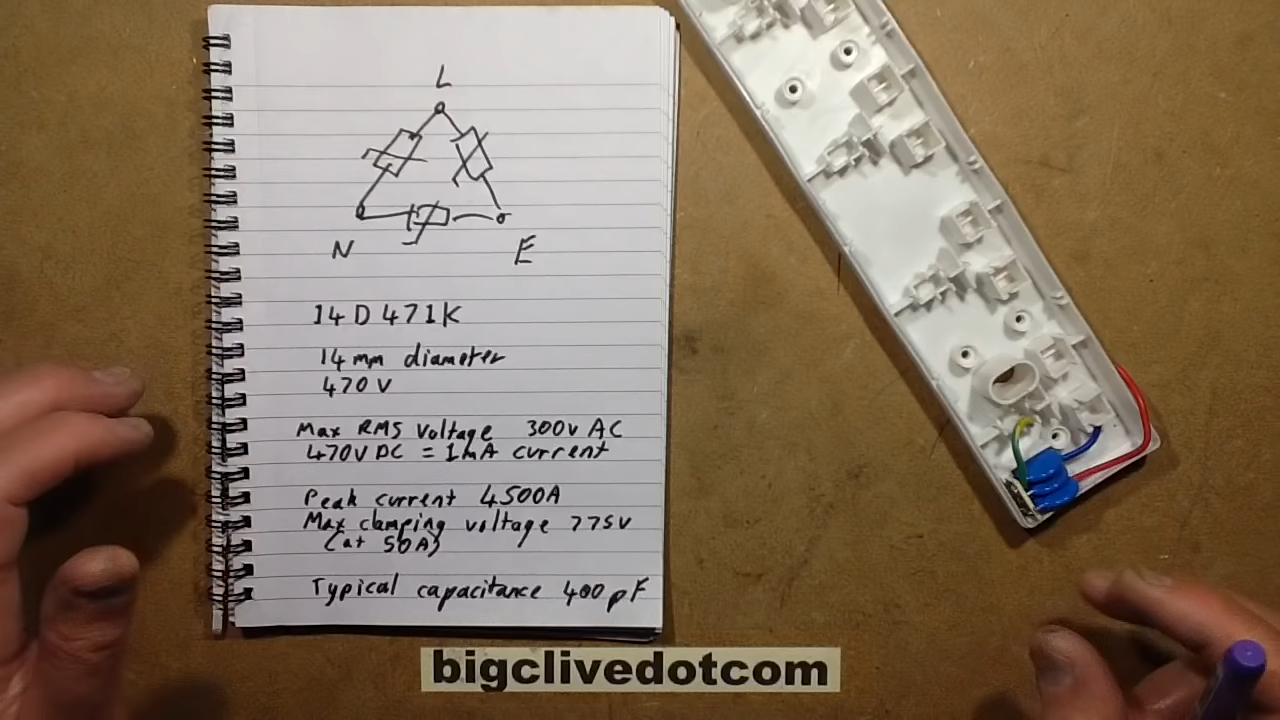 L
N E
14D471K
14mm diameter
470V
Max RMS voltage 300V AC
470V DC = 1mA current
Peak current 4500A
Max clamping voltage 775V
(at 50A)
Typical capacitance 400pF
bigclivedotcom